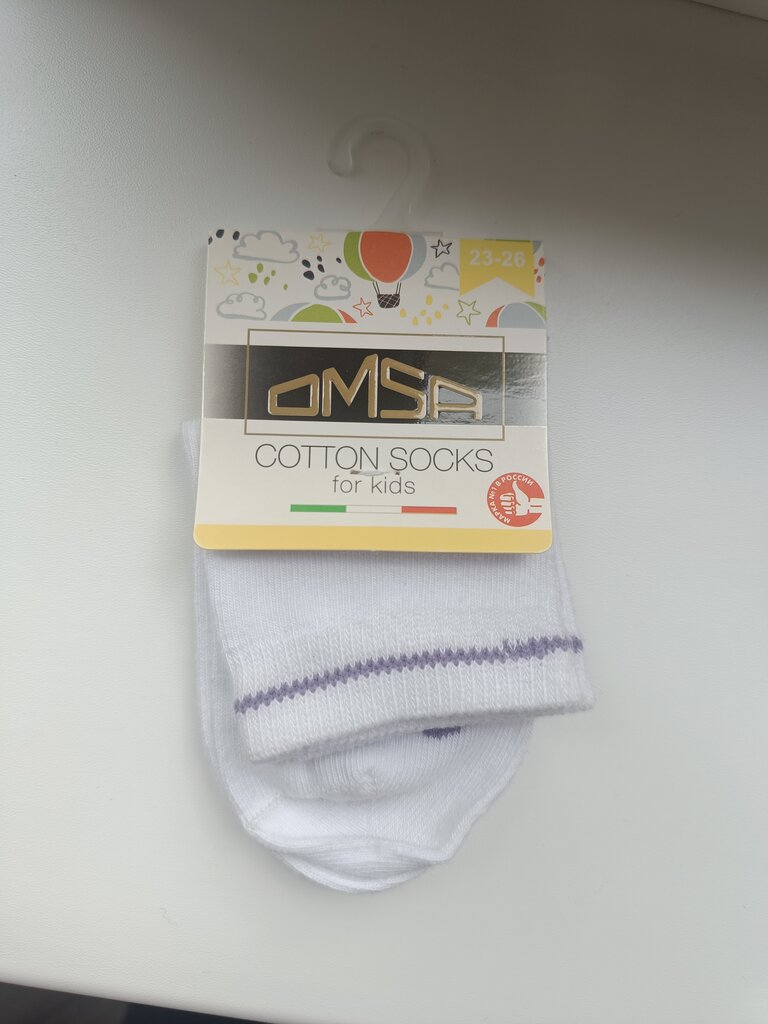 23-26
OMSA
COTTON SOCKS
for kids
МАРКА №1 В РОССИИ